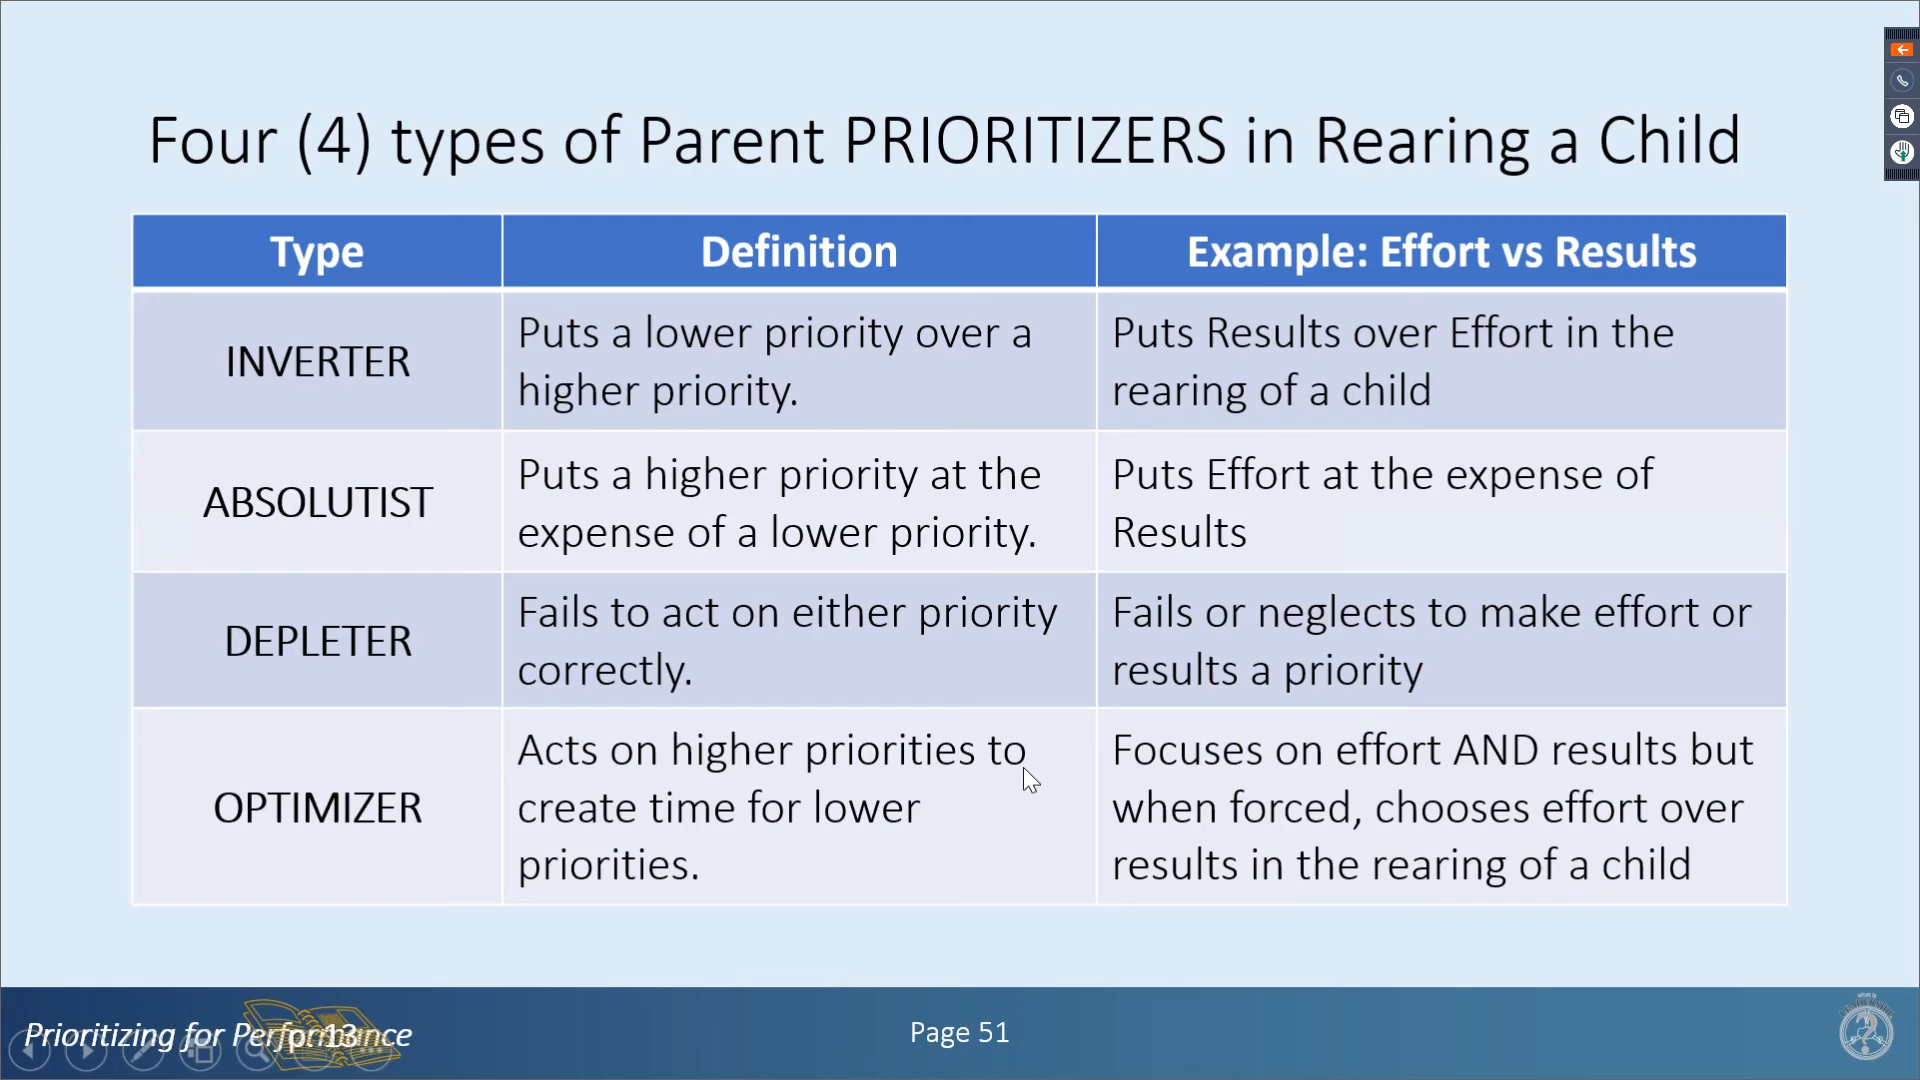 Four (4) types of Parent PRIORITIZERS in Rearing a Child
Type
Definition
Example: Effort vs Results
INVERTER
Puts a lower priority over a
higher priority.
Puts Results over Effort in the
rearing of a child
ABSOLUTIST
Puts a higher priority at the
expense of a lower priority.
Puts Effort at the expense of
Results
DEPLETER
Fails to act on either priority
correctly.
Fails or neglects to make effort or
results a priority
OPTIMIZER
Acts on higher priorities to
create time for lower
priorities.
Focuses on effort AND results but
when forced, chooses effort over
results in the rearing of a child
Prioritizing for Performance
p. 13
Page 51